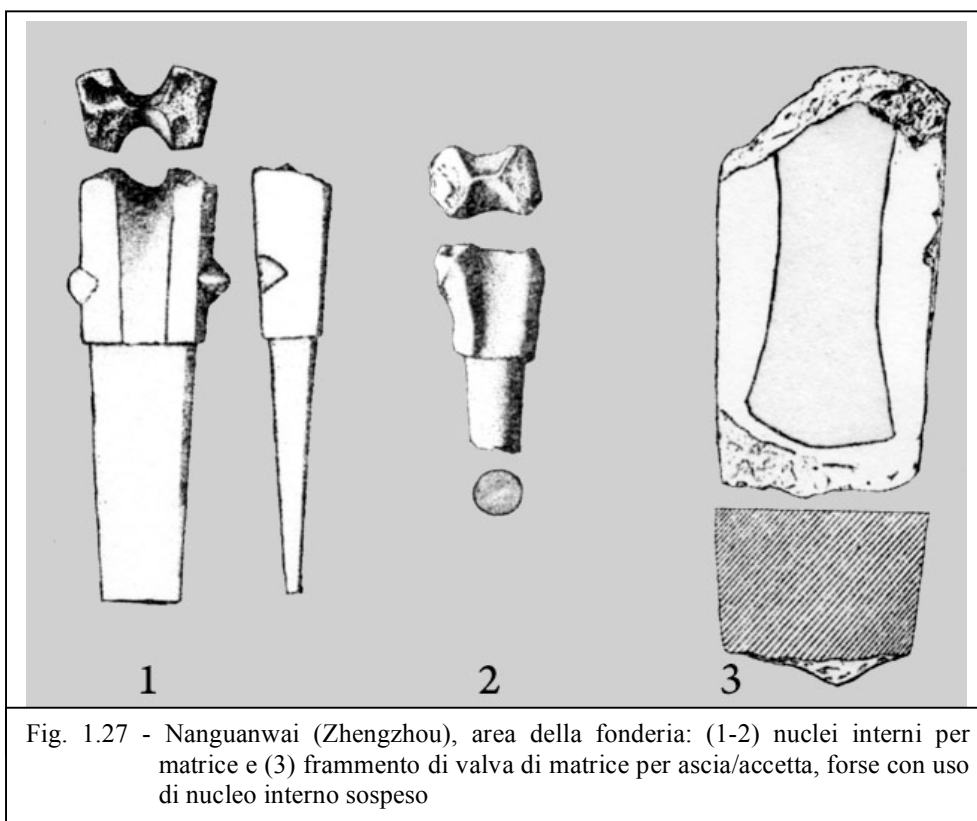 1 2 3
Fig. 1.27 - Nanguanwai (Zhengzhou), area della fonderia: (1-2) nuclei interni per
matrice e (3) frammento di valva di matrice per ascia/accetta, forse con uso
di nucleo interno sospeso